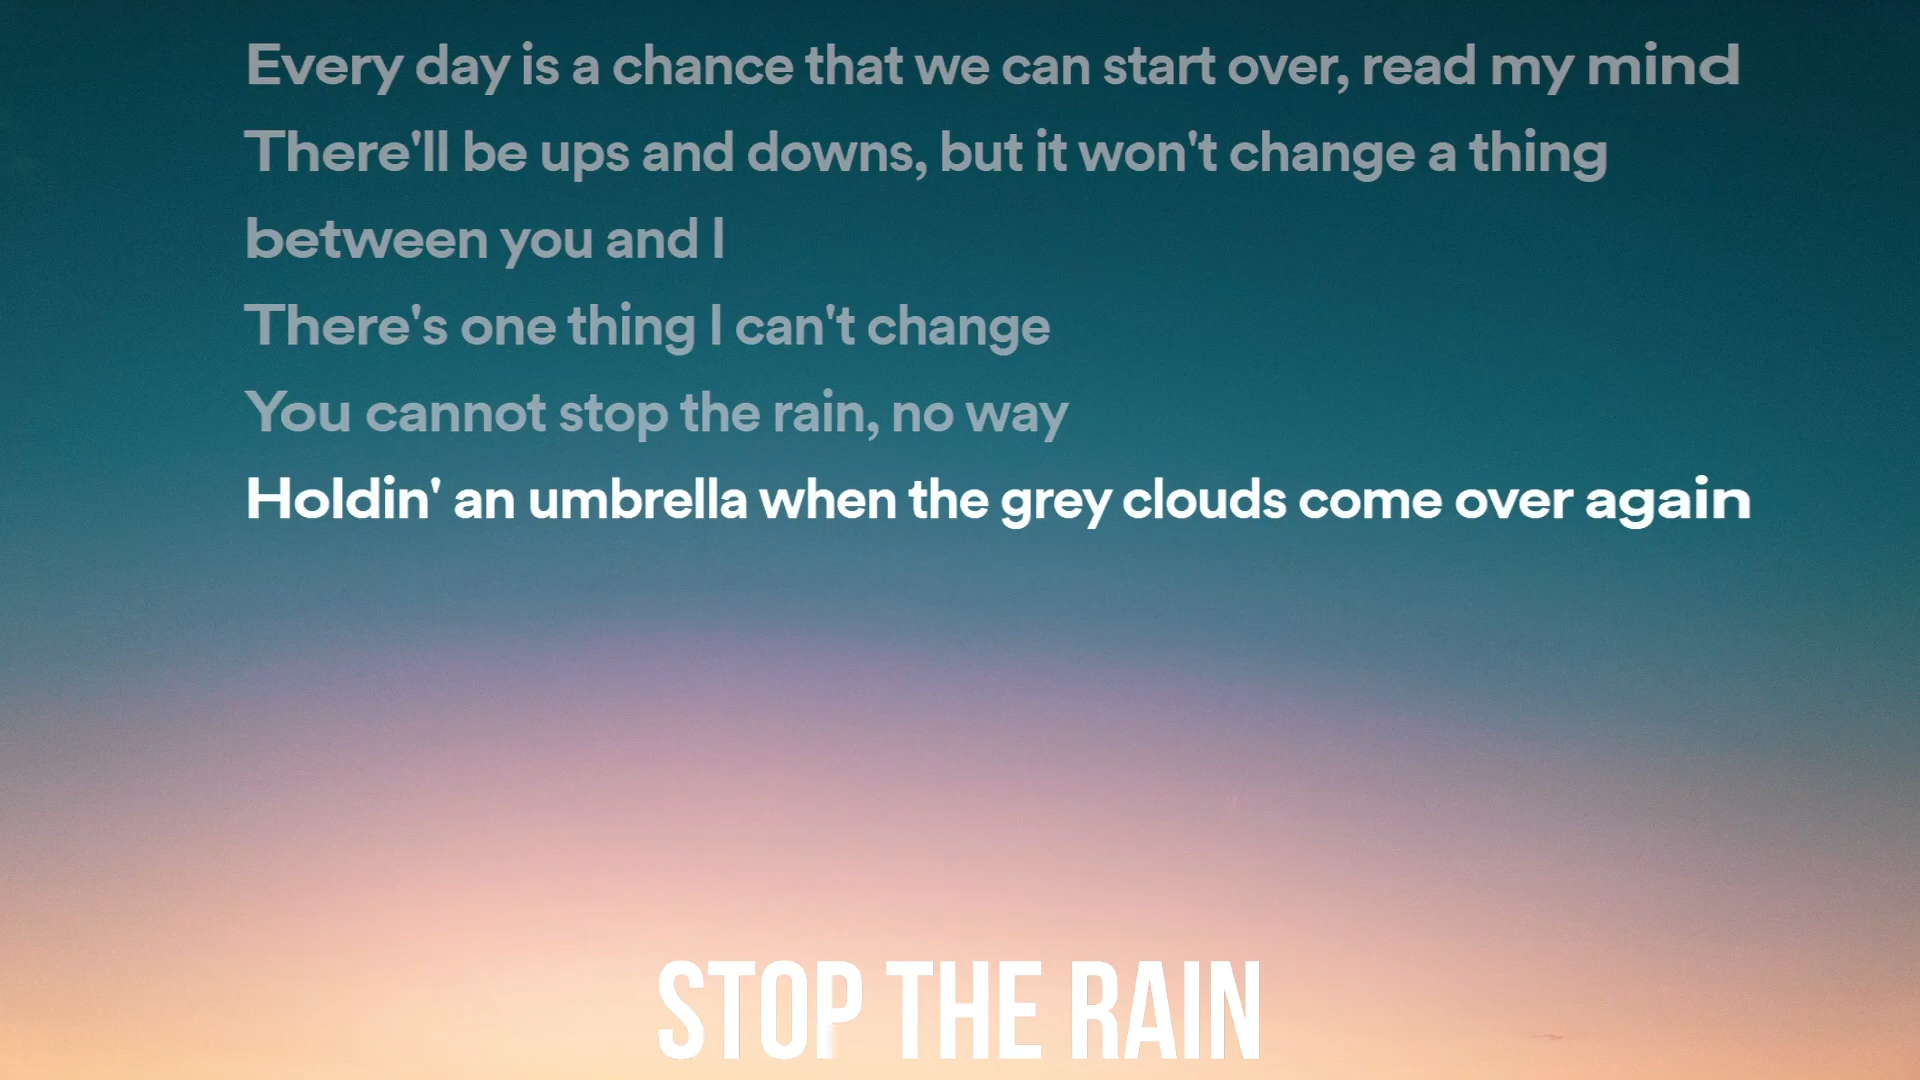 Every day is a chance that we can start over, read my mind
There'll be ups and downs, but it won't change a thing
between you and I
There's one thing I can't change
You cannot stop the rain, no way
Holdin' an umbrella when the grey clouds come over again
STOP THE RAIN